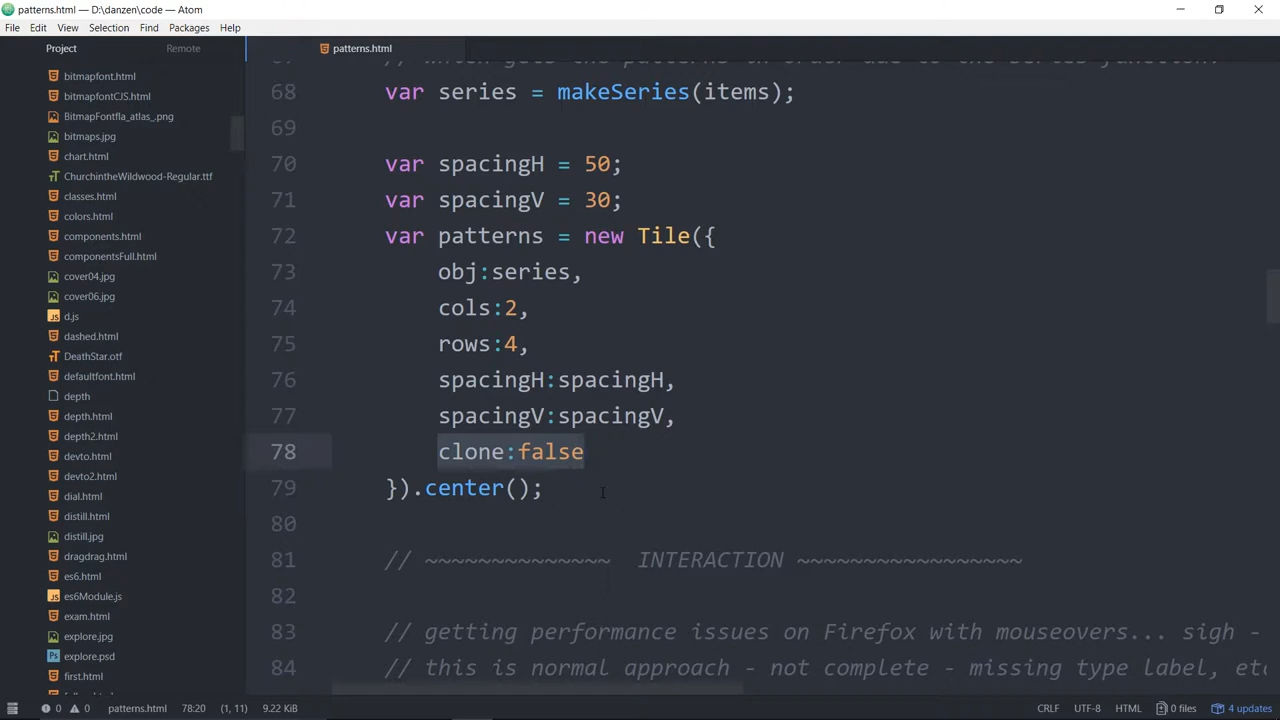 patterns.html — D:\danzen\code — Atom
File Edit View Selection Find Packages Help
Project Remote
patterns.html
bitmapfont.html
bitmapfontCJS.html
BitmapFontfla_atlas_.png
bitmaps.jpg
chart.html
ChurchintheWildwood-Regular.ttf
classes.html
colors.html
components.html
componentsFull.html
cover04.jpg
cover06.jpg
d.js
dashed.html
DeathStar.otf
defaultfont.html
depth
depth.html
depth2.html
devto.html
devto2.html
dial.html
distill.html
distill.jpg
dragdrag.html
es6.html
es6Module.js
exam.html
explore.jpg
explore.psd
first.html
// which gets the patterns in order due to the series function.
68 var series = makeSeries(items);
69
70 var spacingH = 50;
71 var spacingV = 30;
72 var patterns = new Tile({
73 obj:series,
74 cols:2,
75 rows:4,
76 spacingH:spacingH,
77 spacingV:spacingV,
78 clone:false
79 }).center();
80
81 // ~~~~~~~~~~~~~~ INTERACTION ~~~~~~~~~~~~~~~~~
82
83 // getting performance issues on Firefox with mouseovers... sigh -
84 // this is normal approach - not complete - missing type label, etc
0 0 patterns.html 78:20 (1, 11) 9.22 KiB CRLF UTF-8 HTML 0 files 4 updates